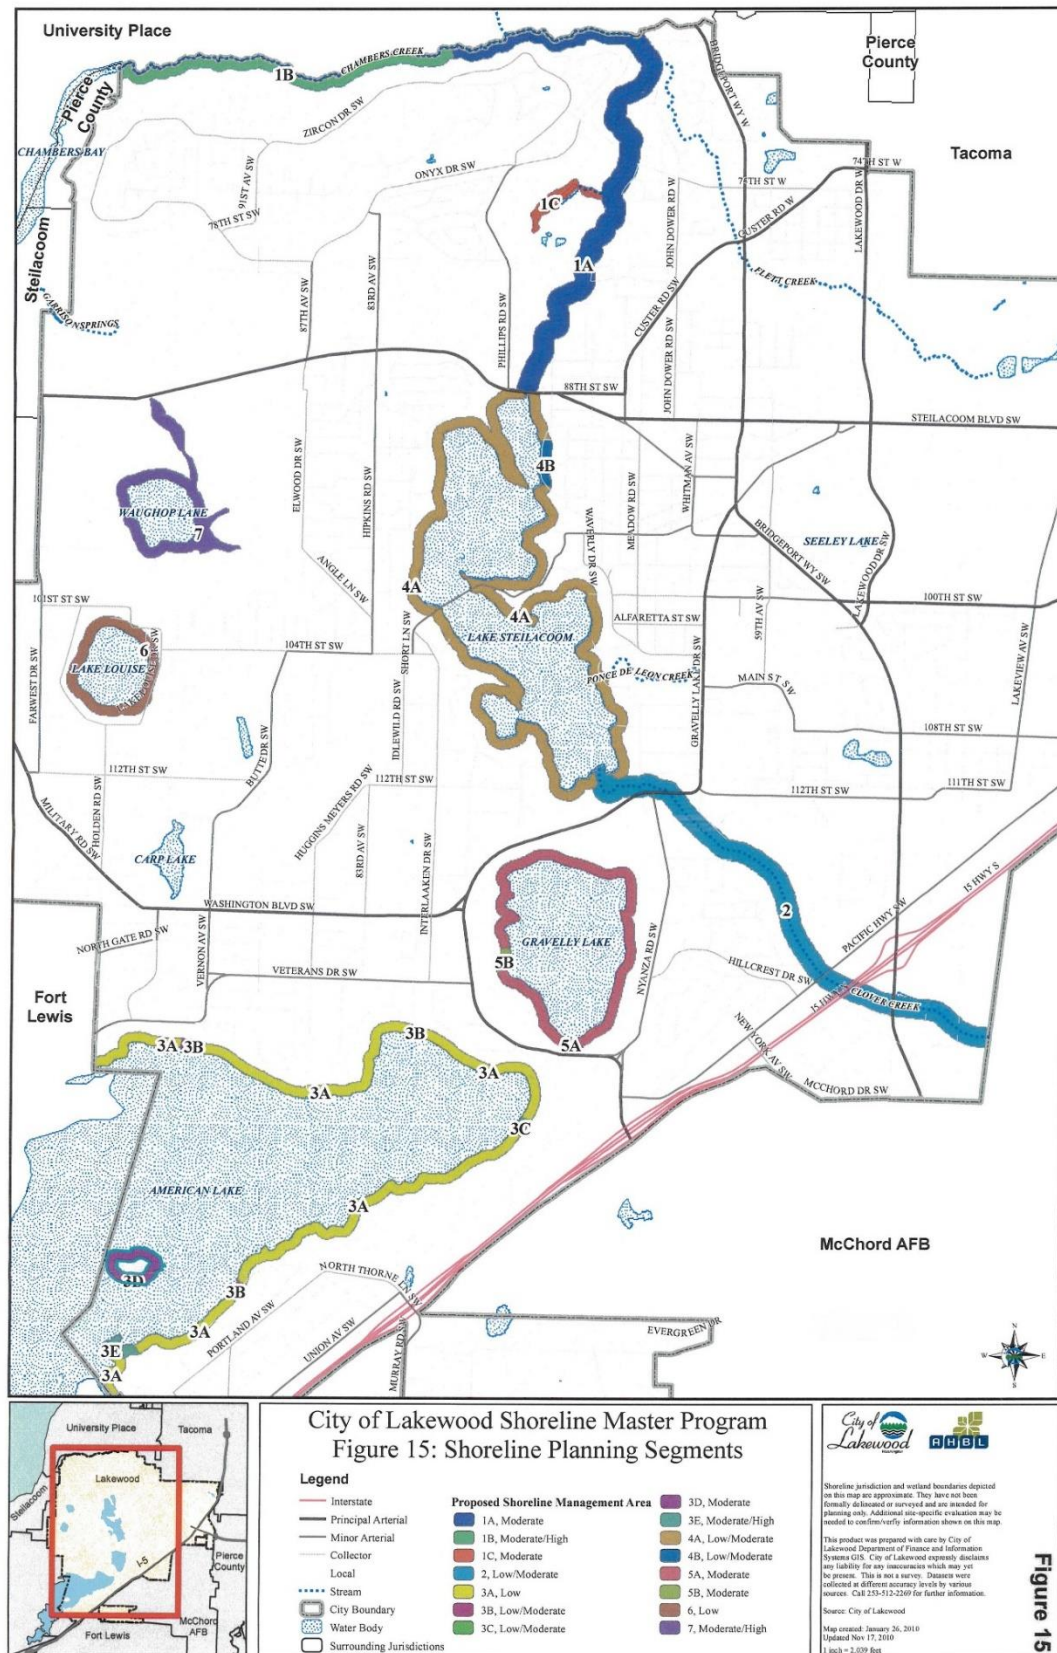 University Place
Pierce
County
CHAMBERS CREEK
1B
BRIDGEPORT WY W
Pierce
County
ZIRCON DR SW
CHAMBERS BAY
Tacoma
74TH ST W
ONYX DR SW
91ST AV SW
78TH ST SW
1C
JOHN DOWER RD W
CUSTER RD W
LAKEWOOD DR W
Steilacoom
1A
GARRISON SPRINGS
87TH AV SW
83RD AV SW
PHILLIPS RD SW
CUSTER RD SW
JOHN DOWER RD SW
FLETT CREEK
88TH ST SW
STEILACOOM BLVD SW
4B
ELWOOD DR SW
HIPKINS RD SW
MEADOW RD SW
WHITMAN AV SW
WAUGHOP LAKE
7
WAVERLY DR SW
BRIDGEPORT WY SW
SEELEY LAKE
LAKEWOOD DR SW
ANGLE LN SW
4A
101ST ST SW
100TH ST SW
4A
ALFARETTA ST SW
59TH AV SW
LAKE STEILACOOM
6
104TH ST SW
SHORT LN SW
LAKE LOUISE
LAKE LOUISE DR SW
FARWEST DR SW
PONCE DE LEON CREEK
MAIN ST SW
GRAVELLY LAKE DR SW
LAKEVIEW AV SW
IDLEWILD RD SW
108TH ST SW
BUTTE DR SW
112TH ST SW
HOLDEN RD SW
112TH ST SW
112TH ST SW
111TH ST SW
MILITARY RD SW
HUGGINS MEYERS RD SW
CARP LAKE
83RD AV SW
INTERLAAKEN DR SW
I5 HWY S
WASHINGTON BLVD SW
2
PACIFIC HWY SW
NORTH GATE RD SW
VERNON AV SW
GRAVELLY LAKE
5B
NYANZA RD SW
HILLCREST DR SW
VETERANS DR SW
CLOVER CREEK
Fort
Lewis
NEW YORK AV SW
3A 3B
3B
5A
3A
3A
MCCHORD DR SW
3C
AMERICAN LAKE
3A
McChord AFB
3D
NORTH THORNE LN SW
3B
3A
PORTLAND AV SW
UNION AV SW
3E
3A
MURRAY RD SW
EVERGREEN DR
N
W
E
S
University Place
Tacoma
Lakewood
Steilacoom
I-5
Pierce
County
McChord
AFB
Fort Lewis
City of Lakewood Shoreline Master Program
Figure 15: Shoreline Planning Segments
Legend
Interstate
Principal Arterial
Minor Arterial
Collector
Local
Stream
City Boundary
Water Body
Surrounding Jurisdictions
Proposed Shoreline Management Area
1A, Moderate
1B, Moderate/High
1C, Moderate
2, Low/Moderate
3A, Low
3B, Low/Moderate
3C, Low/Moderate
3D, Moderate
3E, Moderate/High
4A, Low/Moderate
4B, Low/Moderate
5A, Moderate
5B, Moderate
6, Low
7, Moderate/High
City of
Lakewood
AHBL
Shoreline jurisdiction and wetland boundaries depicted
on this map are approximate. They have not been
formally delineated or surveyed and are intended for
planning only. Additional site-specific evaluation may be
needed to confirm/verify information shown on this map.
This product was prepared with care by City of
Lakewood Department of Finance and Information
Systems GIS. City of Lakewood expressly disclaims
any liability for any inaccuracies which may yet
be present. This is not a survey. Datasets were
collected at different accuracy levels by various
sources. Call 253-512-2269 for further information.
Source: City of Lakewood
Map created: January 26, 2010
Updated Nov 17, 2010
1 inch = 2,039 feet
Figure 15